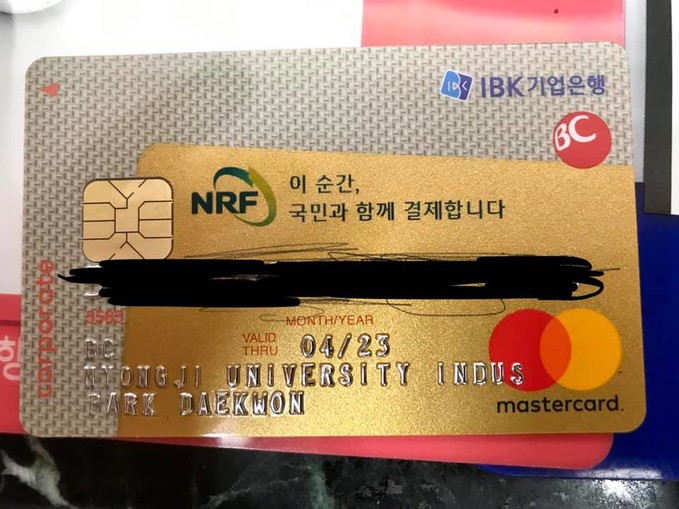 IBK기업은행
BC
NRF
이 순간,
국민과 함께 결제합니다
corporate
MONTH/YEAR
VALID THRU 04/23
BC
MYONGJI UNIVERSITY INDUS
PARK DAEKWON
mastercard.